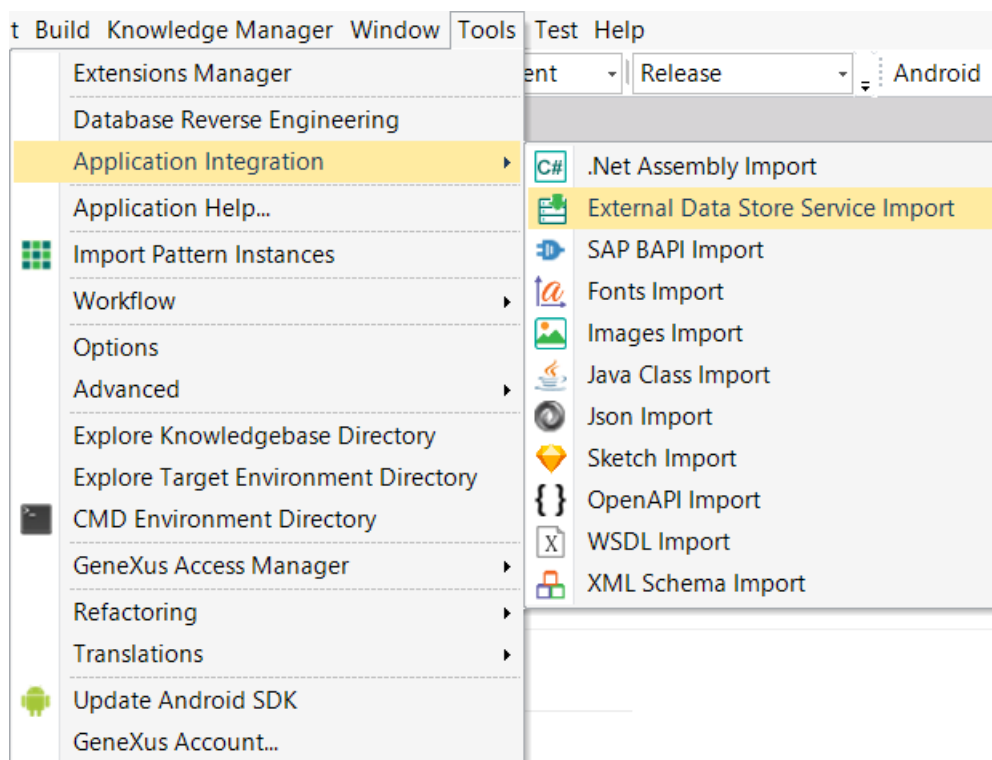 t Build Knowledge Manager Window Tools Test Help
ent Release Android
Extensions Manager
Database Reverse Engineering
Application Integration
Application Help...
Import Pattern Instances
Workflow
Options
Advanced
Explore Knowledgebase Directory
Explore Target Environment Directory
CMD Environment Directory
GeneXus Access Manager
Refactoring
Translations
Update Android SDK
GeneXus Account...
C# .Net Assembly Import
External Data Store Service Import
SAP BAPI Import
a Fonts Import
Images Import
Java Class Import
Json Import
Sketch Import
{ } OpenAPI Import
X WSDL Import
XML Schema Import